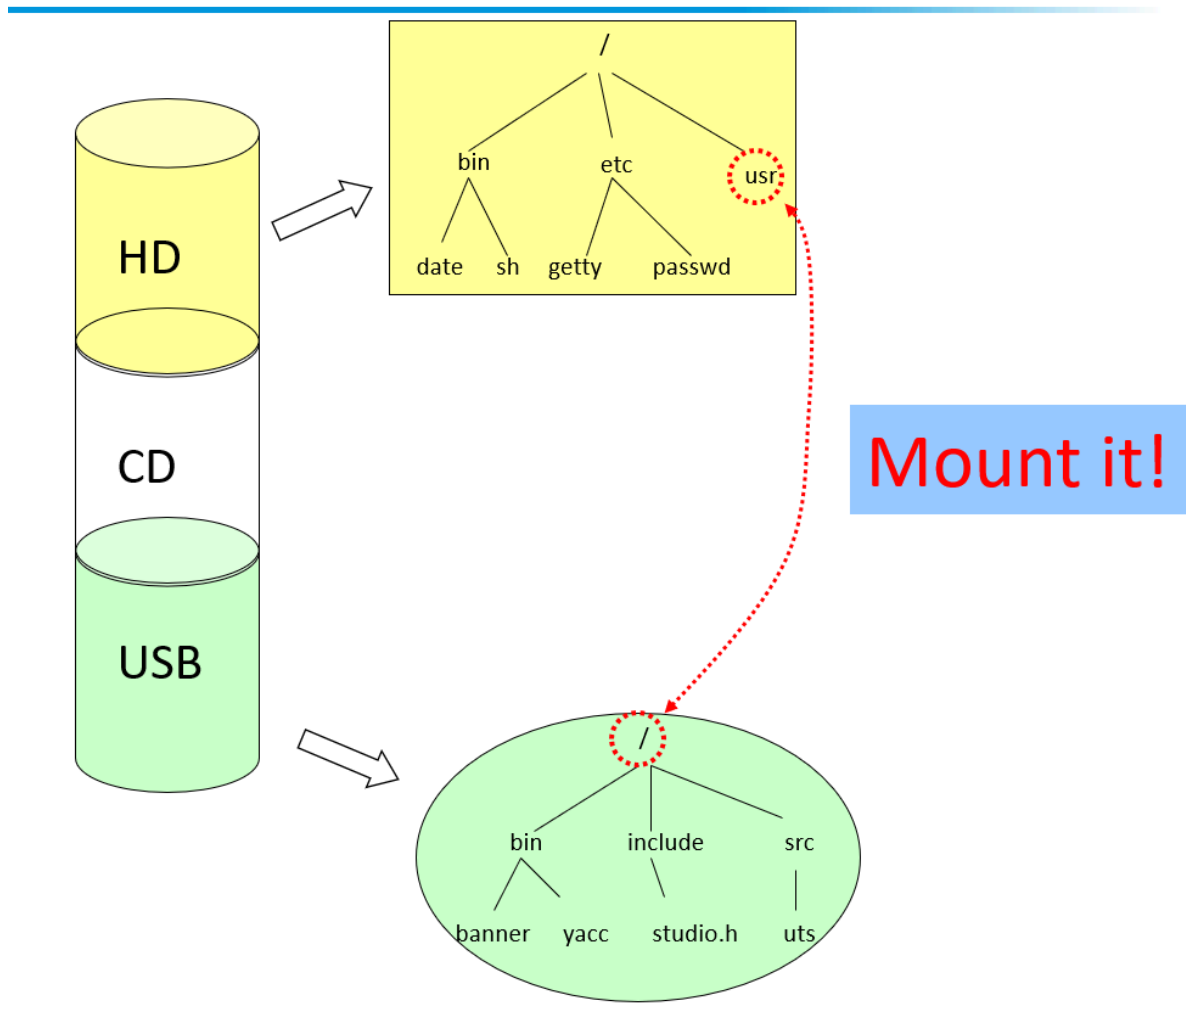 /
bin etc usr
date sh getty passwd
HD
CD
Mount it!
USB
/
bin include src
banner yacc studio.h uts